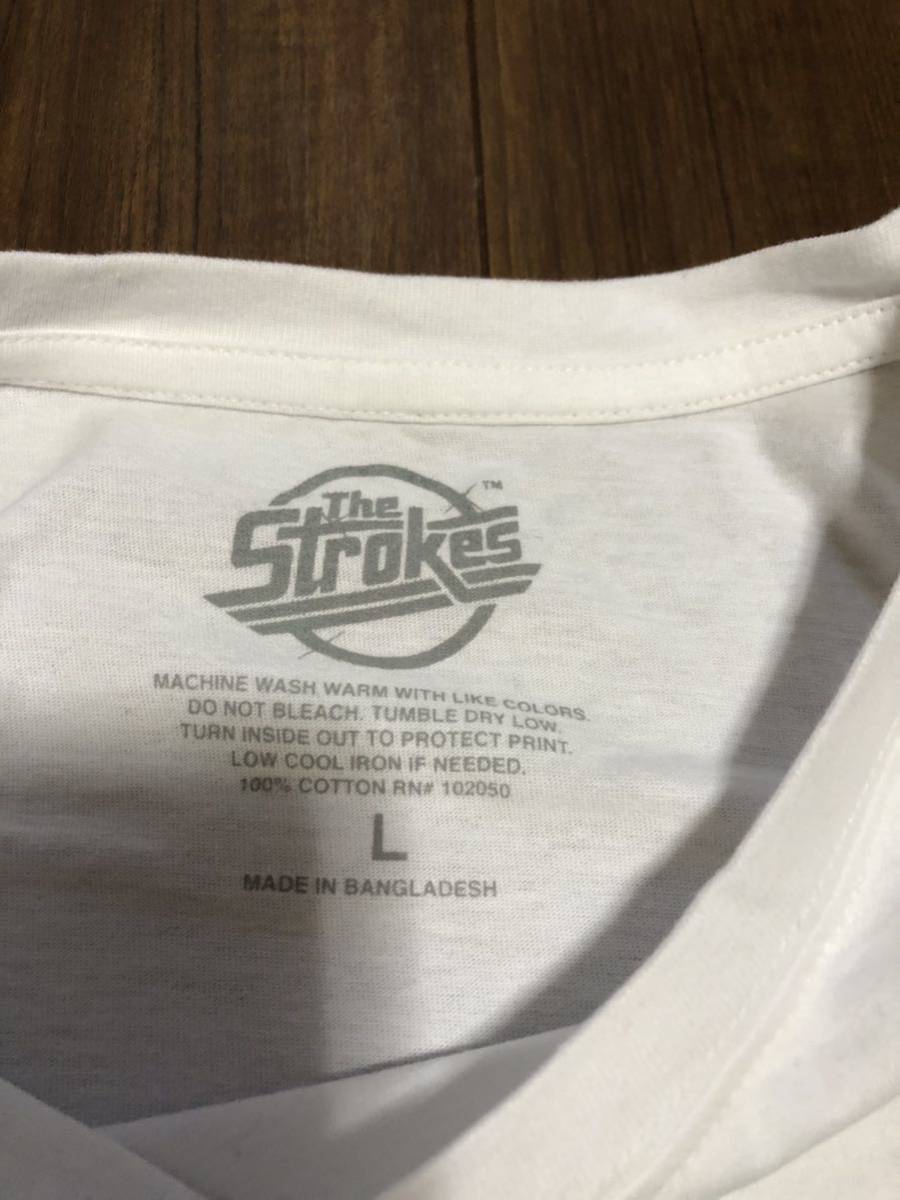 The
Strokes
TM
MACHINE WASH WARM WITH LIKE COLORS.
DO NOT BLEACH. TUMBLE DRY LOW.
TURN INSIDE OUT TO PROTECT PRINT.
LOW COOL IRON IF NEEDED.
100% COTTON RN# 102050
L
MADE IN BANGLADESH